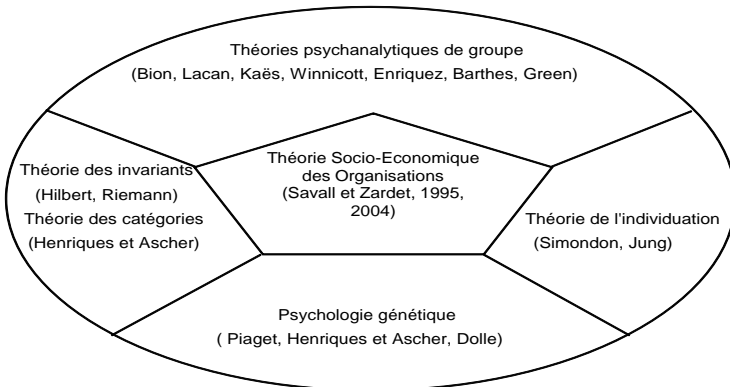 Théories psychanalytiques de groupe
(Bion, Lacan, Kaës, Winnicott, Enriquez, Barthes, Green)
Théorie des invariants
(Hilbert, Riemann)
Théorie des catégories
(Henriques et Ascher)
Théorie Socio-Economique
des Organisations
(Savall et Zardet, 1995,
2004)
Théorie de l'individuation
(Simondon, Jung)
Psychologie génétique
( Piaget, Henriques et Ascher, Dolle)